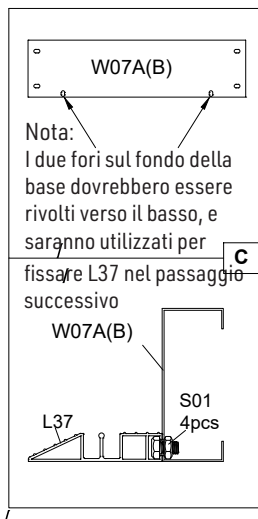 W07A(B)
Nota:
I due fori sul fondo della
base dovrebbero essere
rivolti verso il basso, e
saranno utilizzati per
C
fissare L37 nel passaggio
successivo
W07A(B)
S01
4pcs
L37